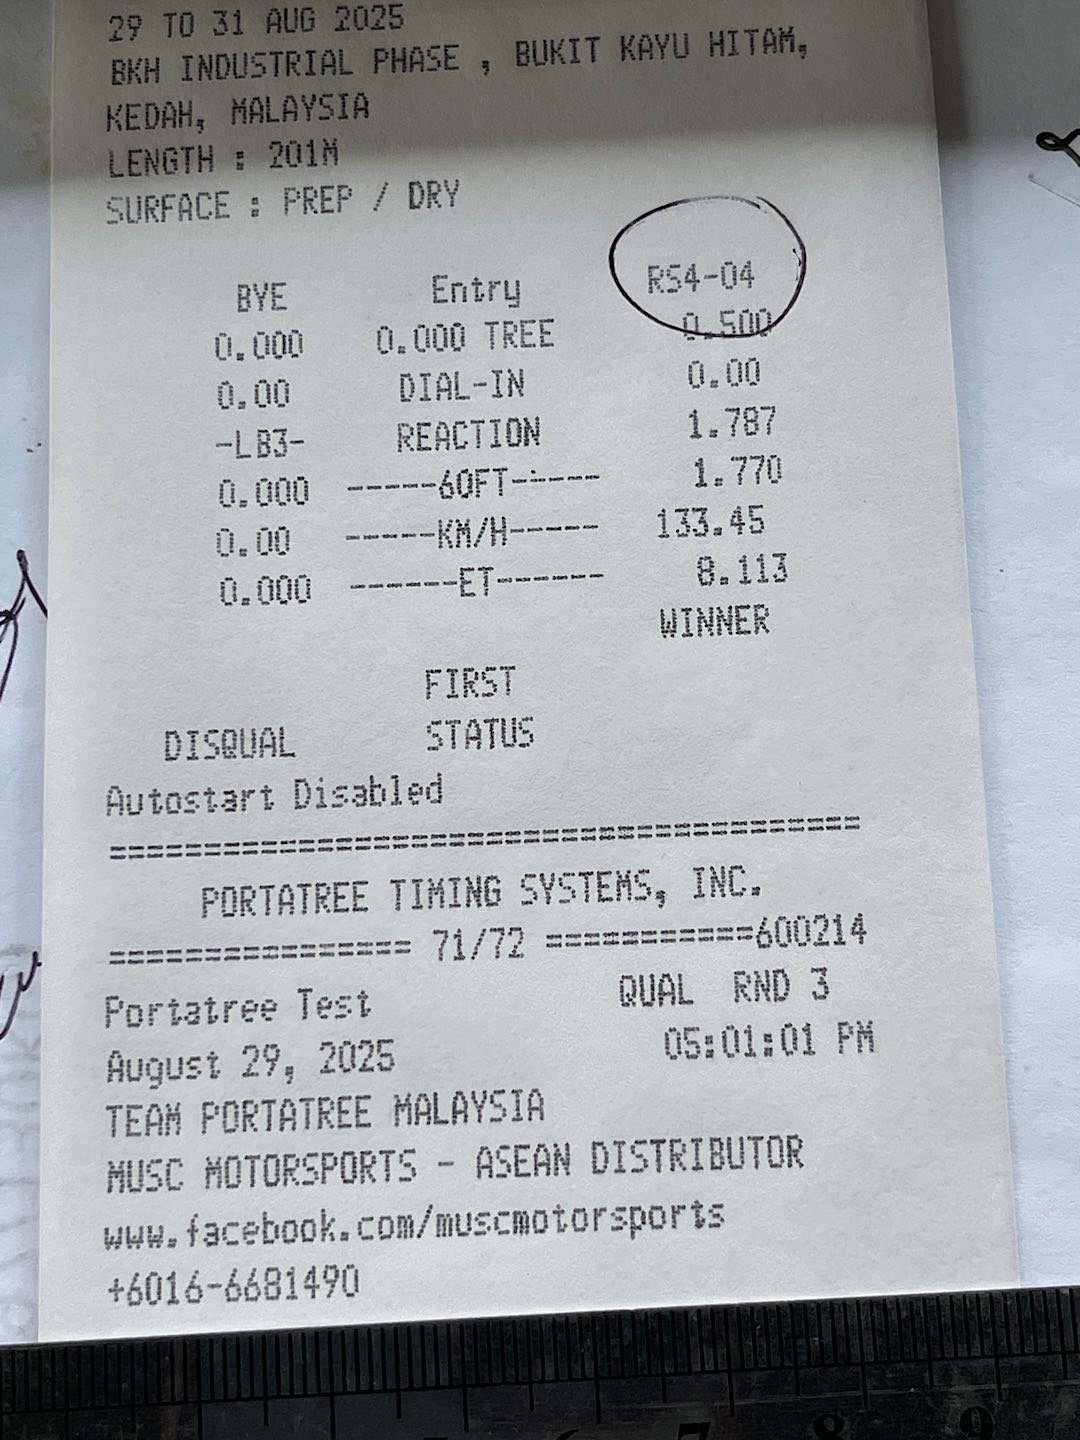 29 TO 31 AUG 2025
BKH INDUSTRIAL PHASE , BUKIT KAYU HITAM,
KEDAH, MALAYSIA
LENGTH : 201M
SURFACE : PREP / DRY
BYE Entry RS4-04
0.000 0.000 TREE 0.500
0.00 DIAL-IN 0.00
-LB3- REACTION 1.787
0.000 -----60FT------ 1.770
0.00 -----KM/H------ 133.45
0.000 ------ET------- 8.113
WINNER
FIRST
DISQUAL STATUS
Autostart Disabled
================================================
PORTATREE TIMING SYSTEMS, INC.
================ 71/72 ===========600214
Portatree Test QUAL RND 3
August 29, 2025 05:01:01 PM
TEAM PORTATREE MALAYSIA
MUSC MOTORSPORTS - ASEAN DISTRIBUTOR
www.facebook.com/muscmotorsports
+6016-6681490
7 8 9